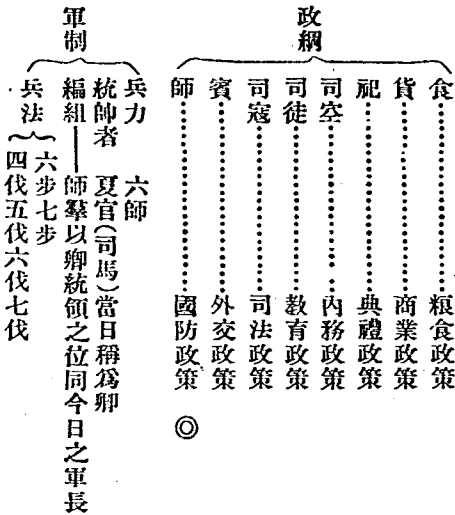 政綱
食………………粮食政策
貨………………商業政策
祀………………典禮政策
司空………………內務政策
司徒………………教育政策
司寇………………司法政策
賓………………外交政策
師………………國防政策 ◎
軍制
兵力 六師
統帥者 夏官(司馬)當日稱爲卿
編組——師羣以卿統領之位同今日之軍長
兵法
六步七步
四伐五伐六伐七伐